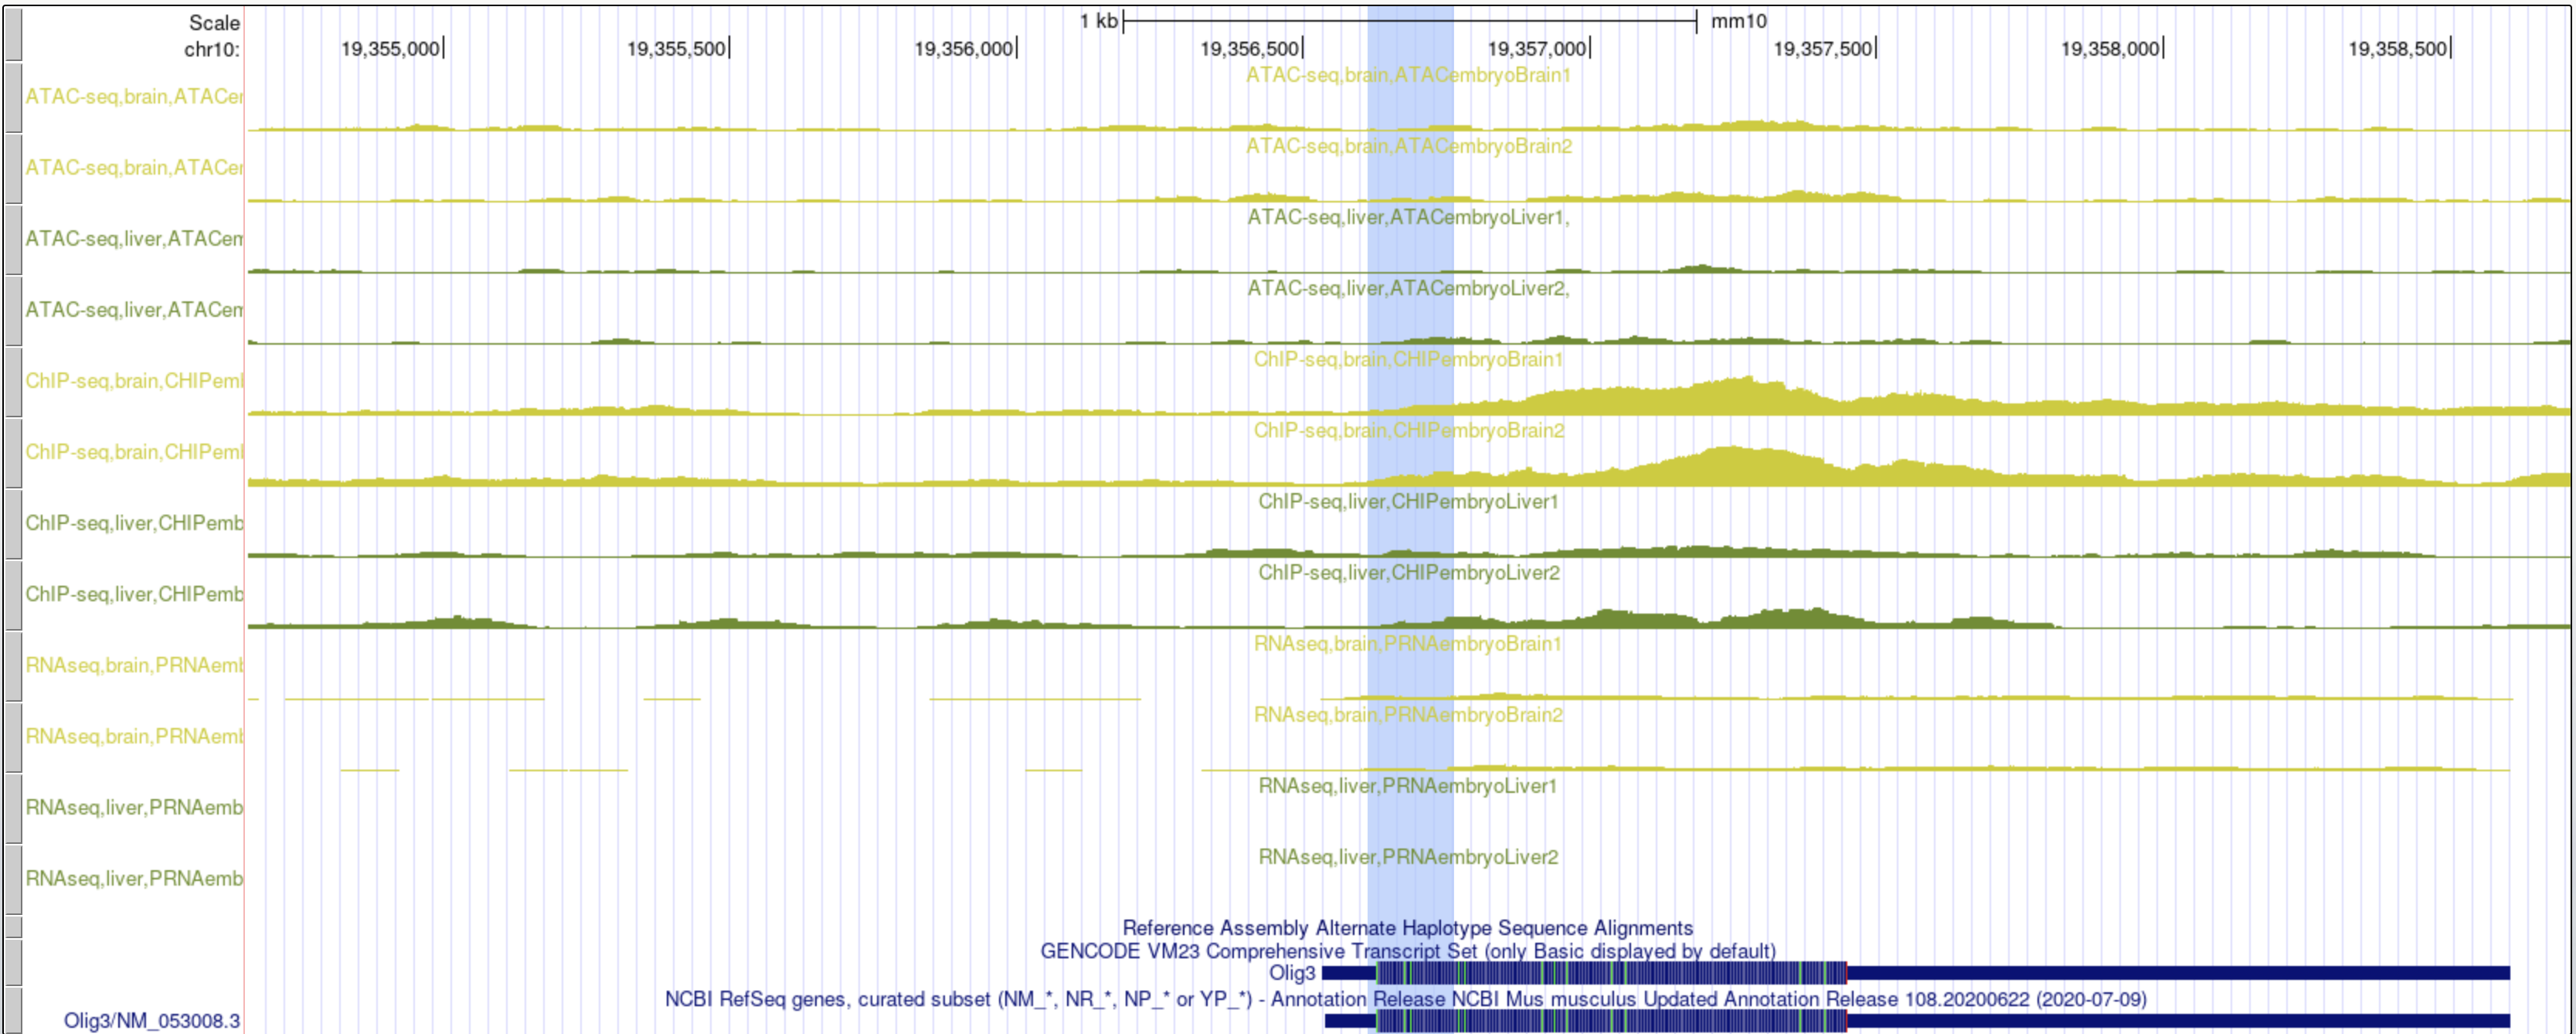 Scale 1 kb mm10
chr10: 19,355,000 19,355,500 19,356,000 19,356,500 19,357,000 19,357,500 19,358,000 19,358,500
ATAC-seq,brain,ATACembryoBrain1
ATAC-seq,brain,ATACer
ATAC-seq,brain,ATACembryoBrain2
ATAC-seq,brain,ATACer
ATAC-seq,liver,ATACembryoLiver1,
ATAC-seq,liver,ATACem
ATAC-seq,liver,ATACembryoLiver2,
ATAC-seq,liver,ATACem
ChIP-seq,brain,CHIPembryoBrain1
ChIP-seq,brain,CHIPeml
ChIP-seq,brain,CHIPembryoBrain2
ChIP-seq,brain,CHIPeml
ChIP-seq,liver,CHIPembryoLiver1
ChIP-seq,liver,CHIPemb
ChIP-seq,liver,CHIPembryoLiver2
ChIP-seq,liver,CHIPemb
RNAseq,brain,PRNAembryoBrain1
RNAseq,brain,PRNAemb
RNAseq,brain,PRNAembryoBrain2
RNAseq,brain,PRNAemb
RNAseq,liver,PRNAembryoLiver1
RNAseq,liver,PRNAemb
RNAseq,liver,PRNAembryoLiver2
RNAseq,liver,PRNAemb
Reference Assembly Alternate Haplotype Sequence Alignments
GENCODE VM23 Comprehensive Transcript Set (only Basic displayed by default)
Olig3
NCBI RefSeq genes, curated subset (NM_*, NR_*, NP_* or YP_*) - Annotation Release NCBI Mus musculus Updated Annotation Release 108.20200622 (2020-07-09)
Olig3/NM_053008.3